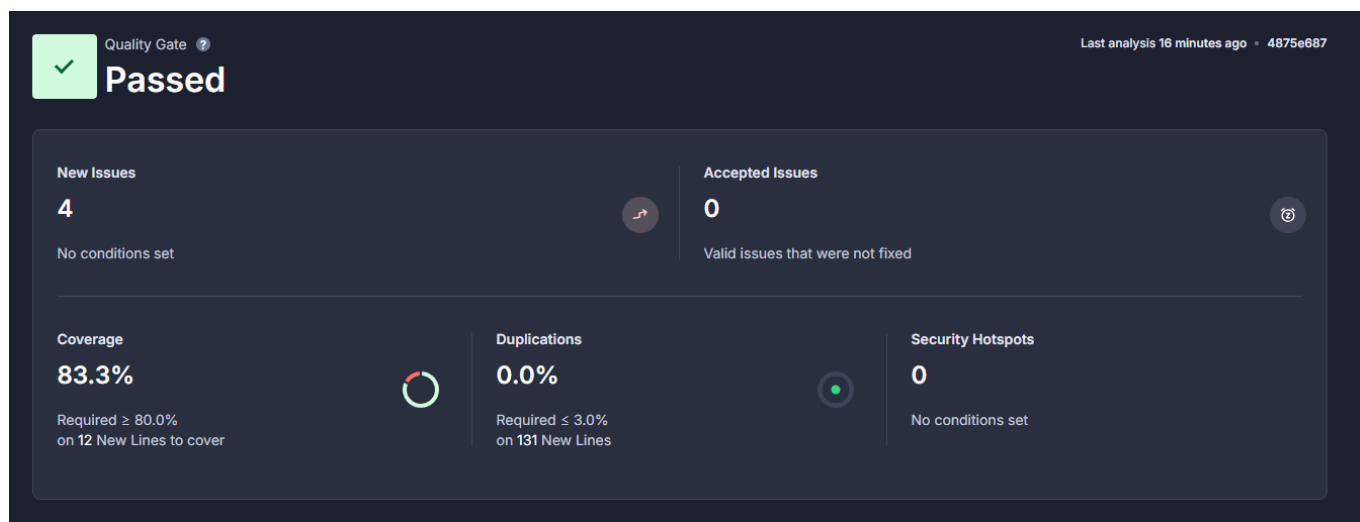 Quality Gate ?
Last analysis 16 minutes ago • 4875e687
Passed
New Issues
4
No conditions set
Accepted Issues
0
Valid issues that were not fixed
Coverage
83.3%
Required ≥ 80.0%
on 12 New Lines to cover
Duplications
0.0%
Required ≤ 3.0%
on 131 New Lines
Security Hotspots
0
No conditions set